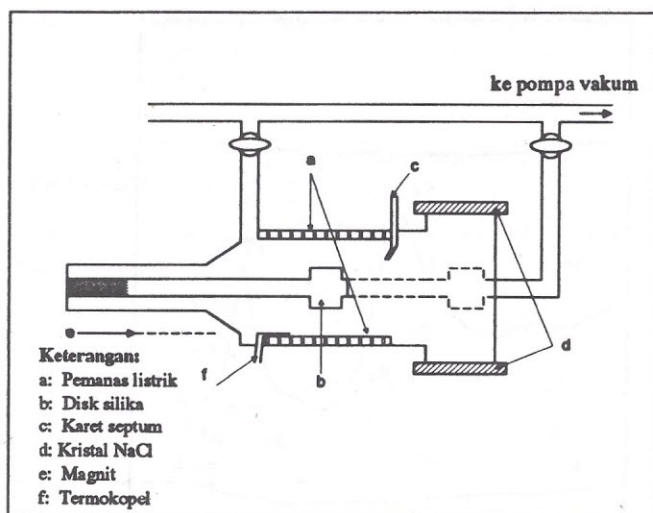 ke pompa vakum
a
c
e
f
b
d
Keterangan:
a: Pemanas listrik
b: Disk silika
c: Karet septum
d: Kristal NaCl
e: Magnit
f: Termokopel